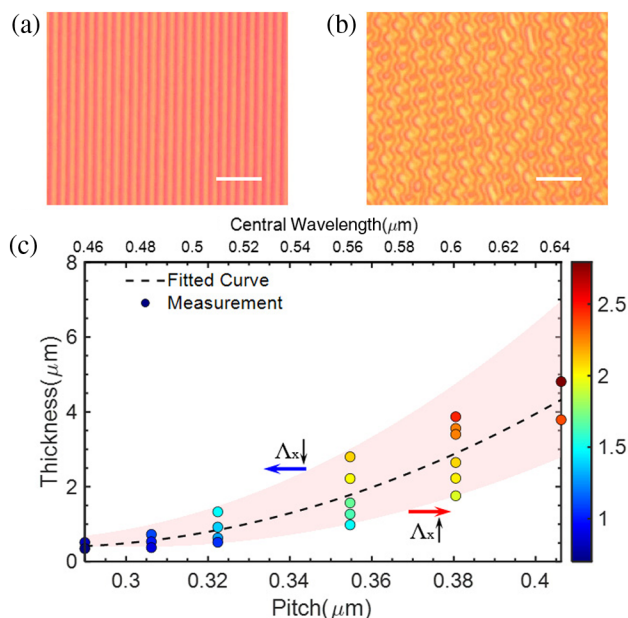 (a)
(b)
Central Wavelength(μm)
(c)
0.46 0.48 0.5 0.52 0.54 0.56 0.58 0.6 0.62 0.64
8
6
4
2
0
Thickness(μm)
Fitted Curve
Measurement
Λx
Λx
2.5
2
1.5
1
0.3 0.32 0.34 0.36 0.38 0.4
Pitch(μm)